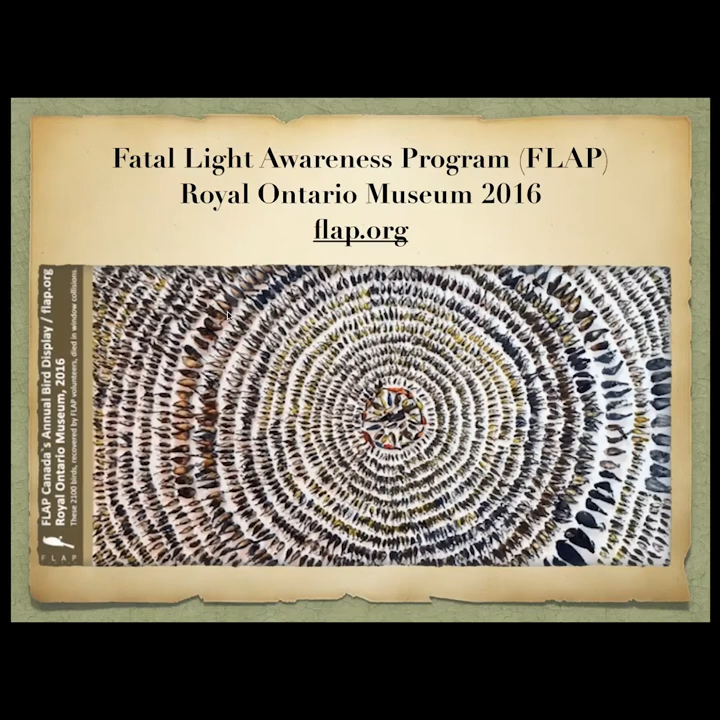 Fatal Light Awareness Program (FLAP)
Royal Ontario Museum 2016
flap.org
FLAP Canada's Annual Bird Display / flap.org
Royal Ontario Museum, 2016
These 2100 birds, recovered by FLAP volunteers, died in window collisions.
FLAP